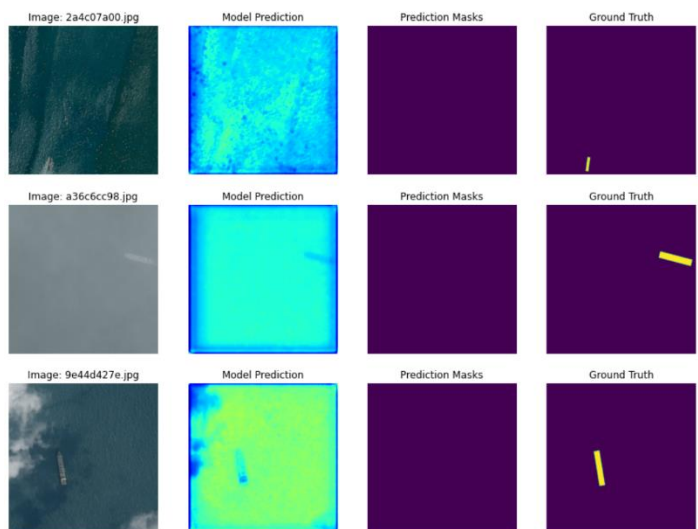 Image: 2a4c07a00.jpg Model Prediction Prediction Masks Ground Truth
Image: a36c6cc98.jpg Model Prediction Prediction Masks Ground Truth
Image: 9e44d427e.jpg Model Prediction Prediction Masks Ground Truth